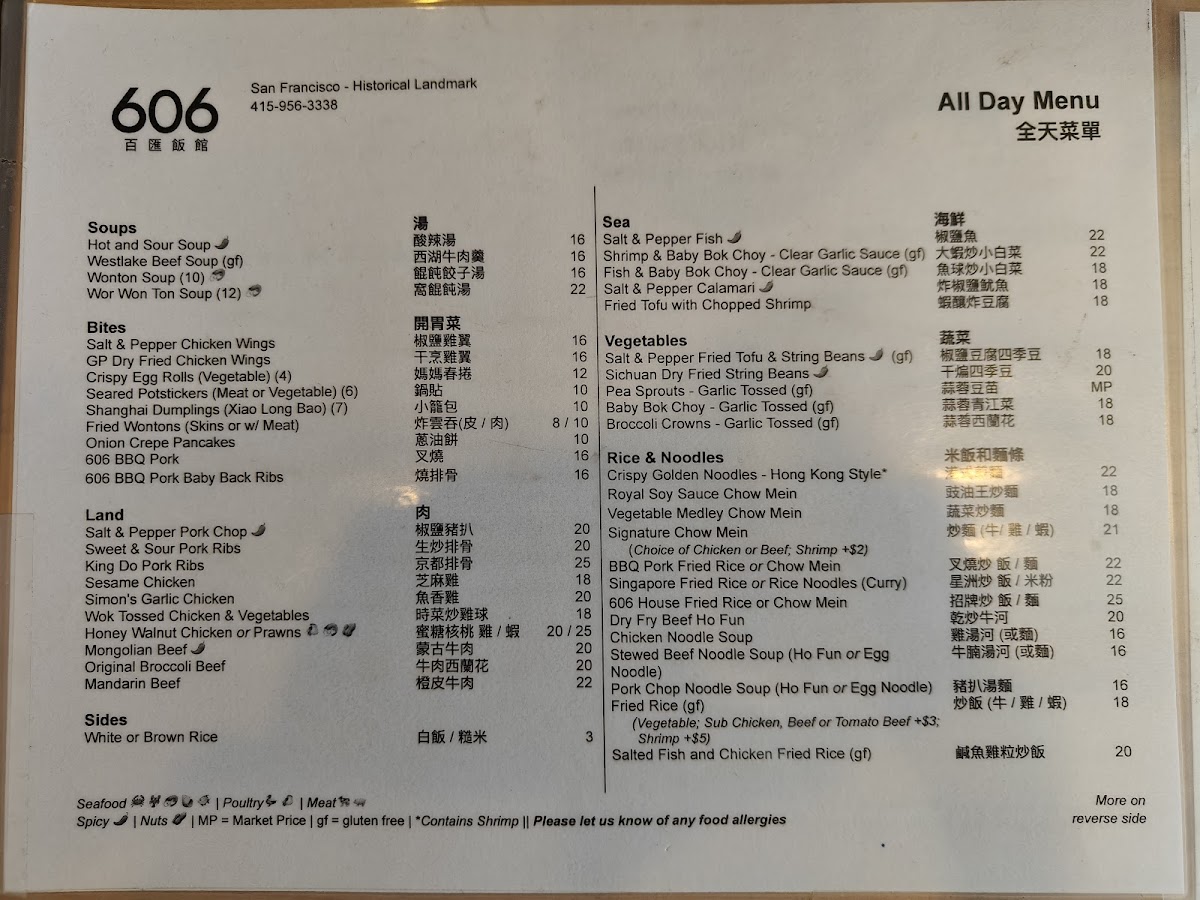 606
百匯飯館
San Francisco - Historical Landmark
415-956-3338
All Day Menu
全天菜單
Soups 湯
Hot and Sour Soup 酸辣湯 16
Westlake Beef Soup (gf) 西湖牛肉羹 16
Wonton Soup (10) 餛飩餃子湯 16
Wor Won Ton Soup (12) 窩餛飩湯 22
Bites 開胃菜
Salt & Pepper Chicken Wings 椒鹽雞翼 16
GP Dry Fried Chicken Wings 干烹雞翼 16
Crispy Egg Rolls (Vegetable) (4) 媽媽春捲 12
Seared Potstickers (Meat or Vegetable) (6) 鍋貼 10
Shanghai Dumplings (Xiao Long Bao) (7) 小籠包 10
Fried Wontons (Skins or w/ Meat) 炸雲吞(皮 / 肉) 8 / 10
Onion Crepe Pancakes 蔥油餅 10
606 BBQ Pork 叉燒 16
606 BBQ Pork Baby Back Ribs 燒排骨 16
Land 肉
Salt & Pepper Pork Chop 椒鹽豬扒 20
Sweet & Sour Pork Ribs 生炒排骨 20
King Do Pork Ribs 京都排骨 25
Sesame Chicken 芝麻雞 18
Simon's Garlic Chicken 魚香雞 20
Wok Tossed Chicken & Vegetables 時菜炒雞球 18
Honey Walnut Chicken or Prawns 蜜糖核桃 雞 / 蝦 20 / 25
Mongolian Beef 蒙古牛肉 20
Original Broccoli Beef 牛肉西蘭花 20
Mandarin Beef 橙皮牛肉 22
Sides
White or Brown Rice 白飯 / 糙米 3
Sea 海鮮
Salt & Pepper Fish 椒鹽魚 22
Shrimp & Baby Bok Choy - Clear Garlic Sauce (gf) 大蝦炒小白菜 22
Fish & Baby Bok Choy - Clear Garlic Sauce (gf) 魚球炒小白菜 18
Salt & Pepper Calamari 炸椒鹽魷魚 18
Fried Tofu with Chopped Shrimp 蝦釀炸豆腐 18
Vegetables 蔬菜
Salt & Pepper Fried Tofu & String Beans (gf) 椒鹽豆腐四季豆 18
Sichuan Dry Fried String Beans 干煸四季豆 20
Pea Sprouts - Garlic Tossed (gf) 蒜蓉豆苗 MP
Baby Bok Choy - Garlic Tossed (gf) 蒜蓉青江菜 18
Broccoli Crowns - Garlic Tossed (gf) 蒜蓉西蘭花 18
Rice & Noodles 米飯和麵條
Crispy Golden Noodles - Hong Kong Style* 22
Royal Soy Sauce Chow Mein 豉油王炒麵 18
Vegetable Medley Chow Mein 蔬菜炒麵 18
Signature Chow Mein 炒麵 (牛/ 雞 / 蝦) 21
(Choice of Chicken or Beef; Shrimp +$2)
BBQ Pork Fried Rice or Chow Mein 叉燒炒 飯 / 麵 22
Singapore Fried Rice or Rice Noodles (Curry) 星洲炒 飯 / 米粉 22
606 House Fried Rice or Chow Mein 招牌炒 飯 / 麵 25
Dry Fry Beef Ho Fun 乾炒牛河 20
Chicken Noodle Soup 雞湯河 (或麵) 16
Stewed Beef Noodle Soup (Ho Fun or Egg 牛腩湯河 (或麵) 16
Noodle)
Pork Chop Noodle Soup (Ho Fun or Egg Noodle) 豬扒湯麵 16
Fried Rice (gf) 炒飯 (牛 / 雞 / 蝦) 18
(Vegetable; Sub Chicken, Beef or Tomato Beef +$3;
Shrimp +$5)
Salted Fish and Chicken Fried Rice (gf) 鹹魚雞粒炒飯 20
Seafood | Poultry | Meat
Spicy | Nuts | MP = Market Price | gf = gluten free | *Contains Shrimp || Please let us know of any food allergies
More on
reverse side